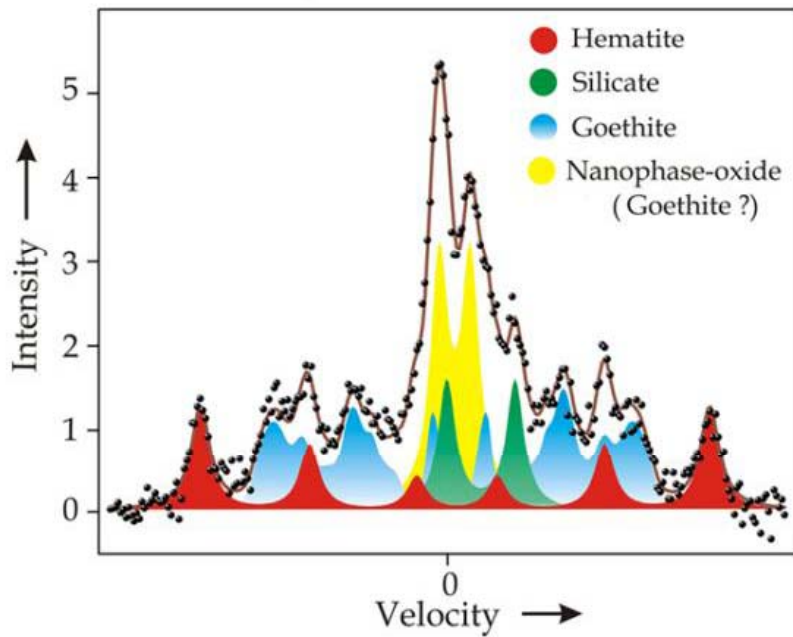 Hematite
Silicate
Goethite
Nanophase-oxide
( Goethite ?)
Intensity
5
4
3
2
1
0
0
Velocity